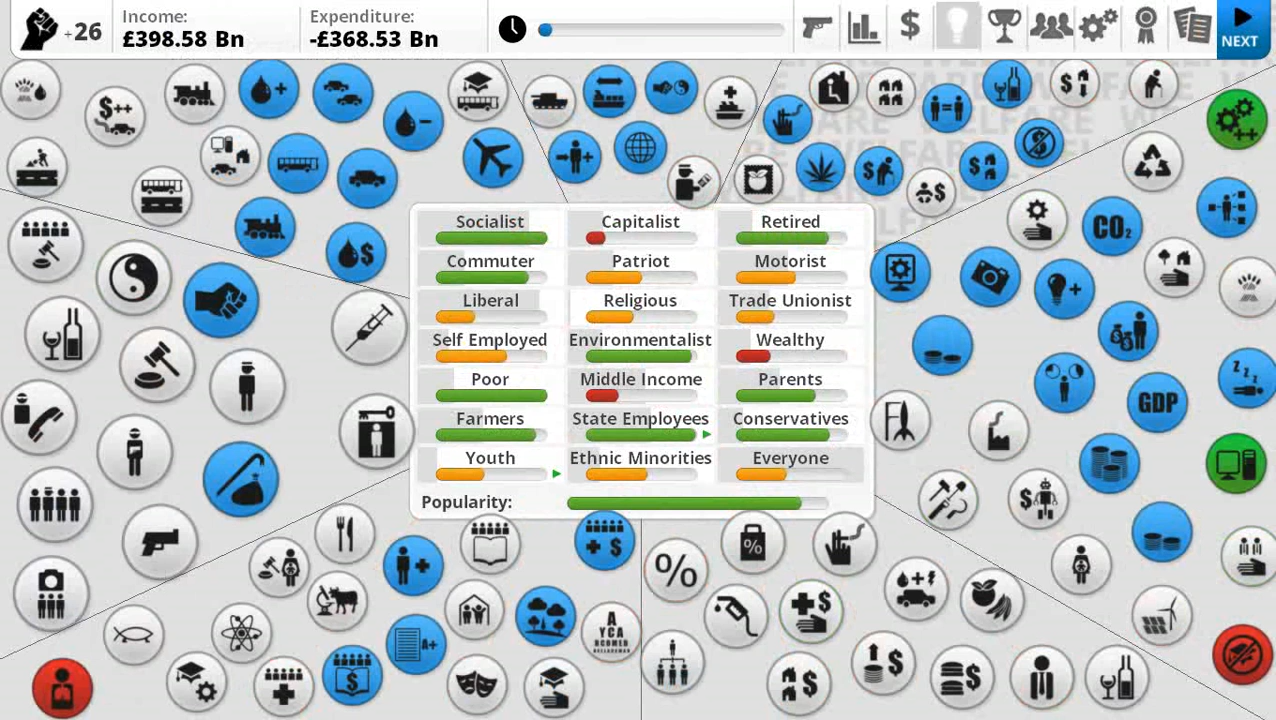 Income:
Expenditure:
+26
£398.58 Bn
-£368.53 Bn
NEXT
Socialist
Capitalist
Retired
Commuter
Patriot
Motorist
Liberal
Religious
Trade Unionist
Self Employed
Environmentalist
Wealthy
Poor
Middle Income
Parents
Farmers
State Employees
Conservatives
Youth
Ethnic Minorities
Everyone
Popularity:
CO₂
GDP
$++
++
A+
Z Z Z
WELFARE WELFARE